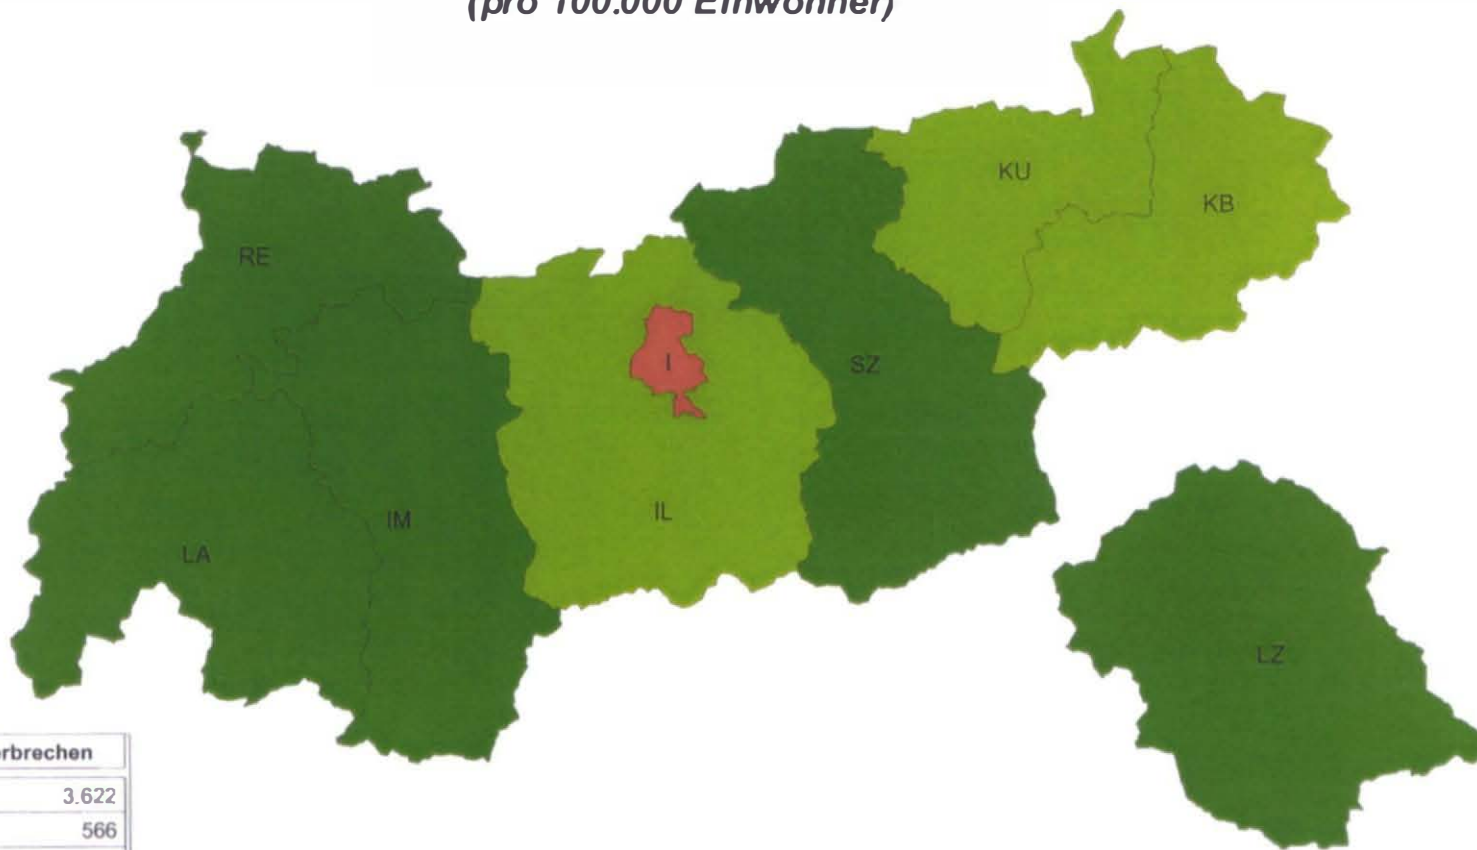 (pro 100.000 Einwohner)
KU
KB
RE
I
SZ
IM
IL
LA
LZ
rbrechen
3.622
566